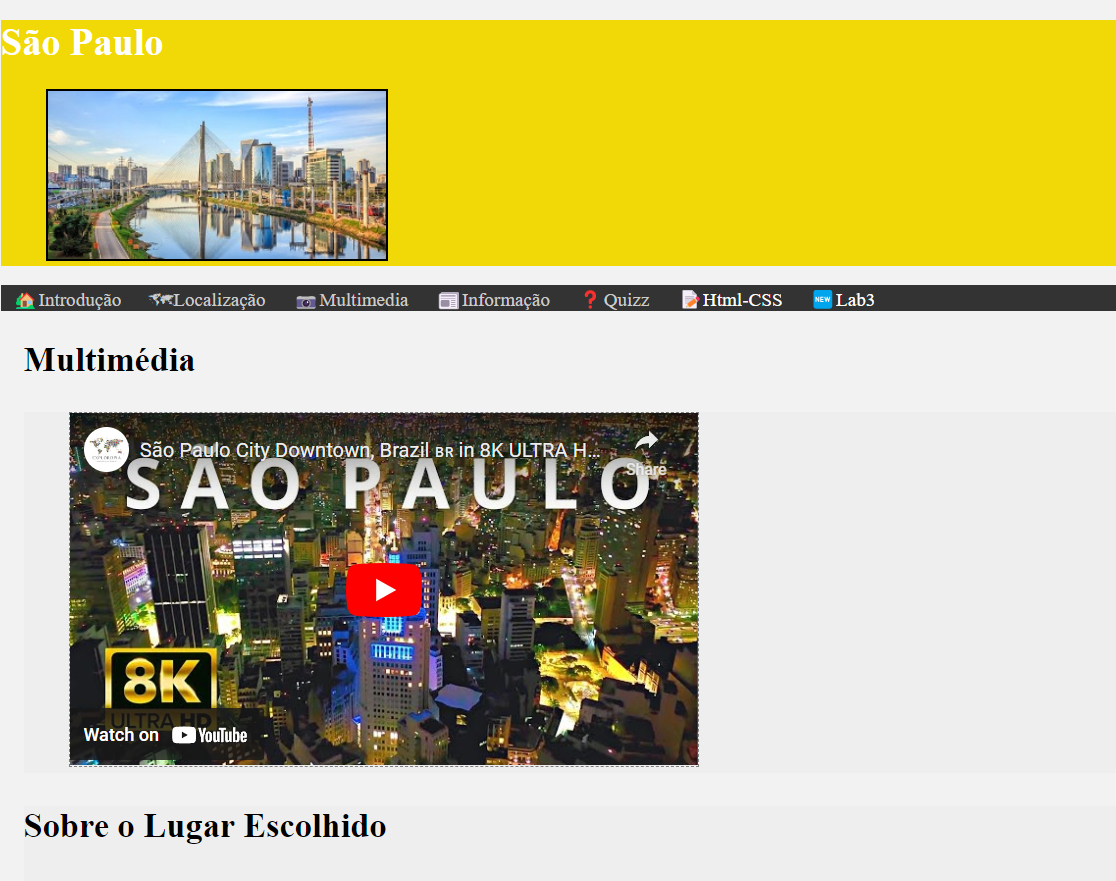 São Paulo
Introdução Localização Multimedia Informação Quizz Html-CSS NEW Lab3
Multimédia
São Paulo City Downtown, Brazil ʙʀ in 8K ULTRA H...
Share
SAO PAULO
8K
ULTRA HD
Watch on YouTube
Sobre o Lugar Escolhido